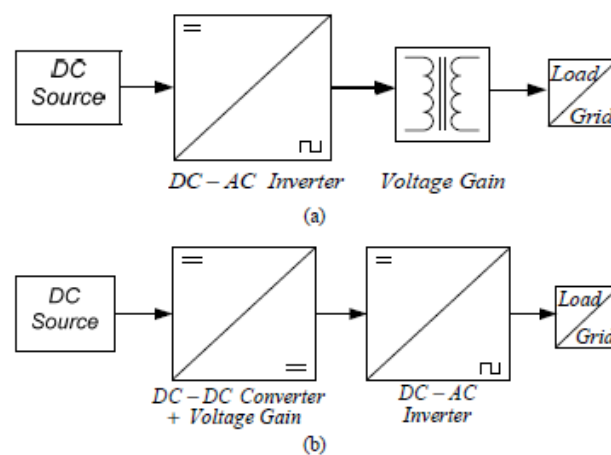 DC
Source
DC – AC Inverter
Voltage Gain
Load
Grid
(a)
DC
Source
DC – DC Converter
+ Voltage Gain
DC – AC
Inverter
Load
Grid
(b)